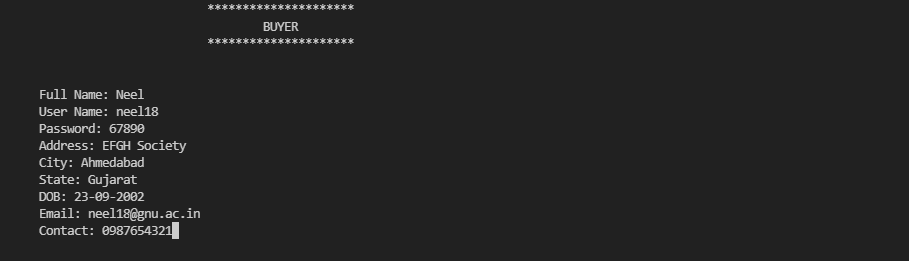 *********************
BUYER
*********************
Full Name: Neel
User Name: neel18
Password: 67890
Address: EFGH Society
City: Ahmedabad
State: Gujarat
DOB: 23-09-2002
Email: neel18@gnu.ac.in
Contact: 0987654321